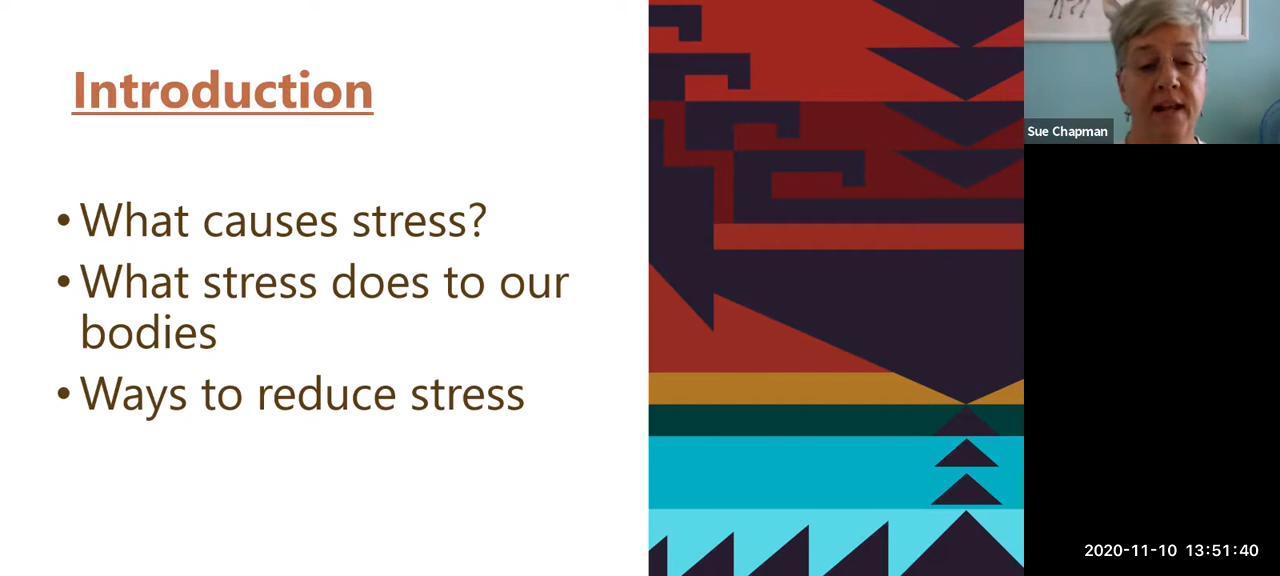 Introduction
• What causes stress?
• What stress does to our
bodies
• Ways to reduce stress
Sue Chapman
2020-11-10 13:51:40